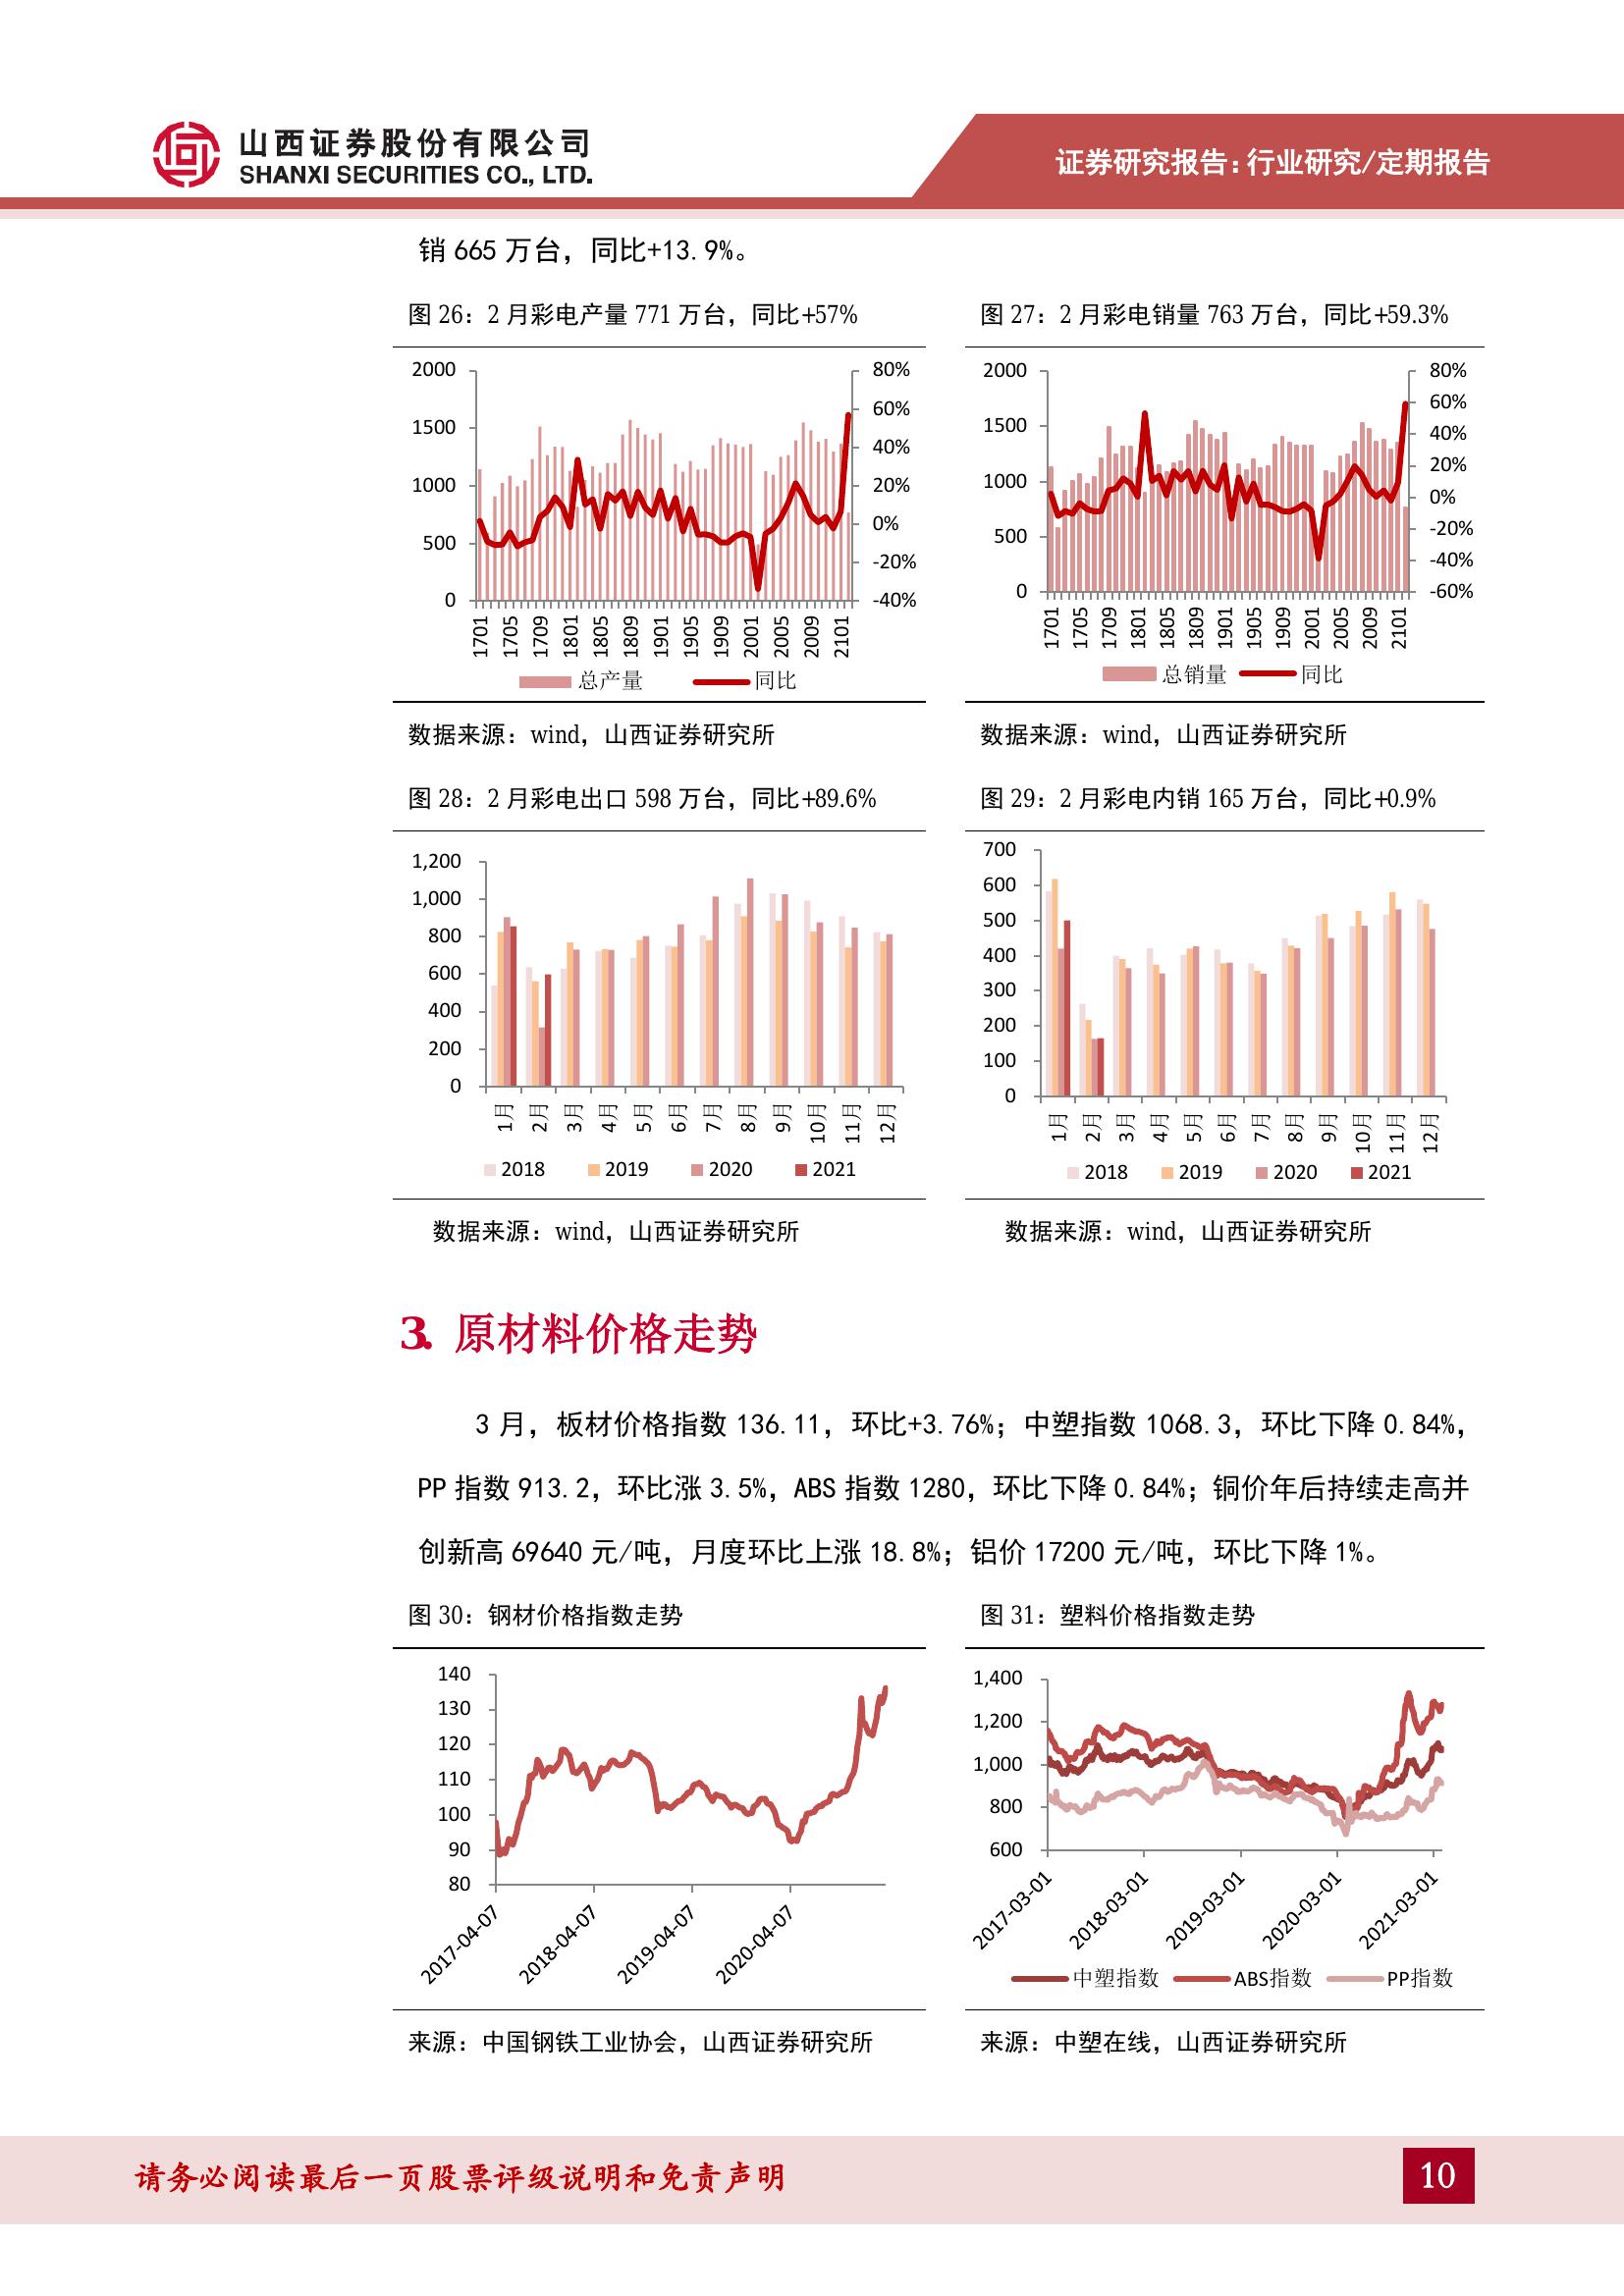 山西证券股份有限公司
SHANXI SECURITIES CO., LTD.
证券研究报告:行业研究/定期报告
销 665 万台，同比+13.9%。
图 26：2 月彩电产量 771 万台，同比+57%
2000
1500
1000
500
0
80%
60%
40%
20%
0%
-20%
-40%
1701 1705 1709 1801 1805 1809 1901 1905 1909 2001 2005 2009 2101
总产量 同比
数据来源：wind，山西证券研究所
图 27：2 月彩电销量 763 万台，同比+59.3%
2000
1500
1000
500
0
80%
60%
40%
20%
0%
-20%
-40%
-60%
1701 1705 1709 1801 1805 1809 1901 1905 1909 2001 2005 2009 2101
总销量 同比
数据来源：wind，山西证券研究所
图 28：2 月彩电出口 598 万台，同比+89.6%
1,200
1,000
800
600
400
200
0
1月 2月 3月 4月 5月 6月 7月 8月 9月 10月 11月 12月
2018 2019 2020 2021
数据来源：wind，山西证券研究所
图 29：2 月彩电内销 165 万台，同比+0.9%
700
600
500
400
300
200
100
0
1月 2月 3月 4月 5月 6月 7月 8月 9月 10月 11月 12月
2018 2019 2020 2021
数据来源：wind，山西证券研究所
3. 原材料价格走势
3 月，板材价格指数 136.11，环比+3.76%；中塑指数 1068.3，环比下降 0.84%，
PP 指数 913.2，环比涨 3.5%，ABS 指数 1280，环比下降 0.84%；铜价年后持续走高并
创新高 69640 元/吨，月度环比上涨 18.8%；铝价 17200 元/吨，环比下降 1%。
图 30：钢材价格指数走势
140
130
120
110
100
90
80
2017-04-07 2018-04-07 2019-04-07 2020-04-07
来源：中国钢铁工业协会，山西证券研究所
图 31：塑料价格指数走势
1,400
1,200
1,000
800
600
2017-03-01 2018-03-01 2019-03-01 2020-03-01 2021-03-01
中塑指数 ABS指数 PP指数
来源：中塑在线，山西证券研究所
请务必阅读最后一页股票评级说明和免责声明
10